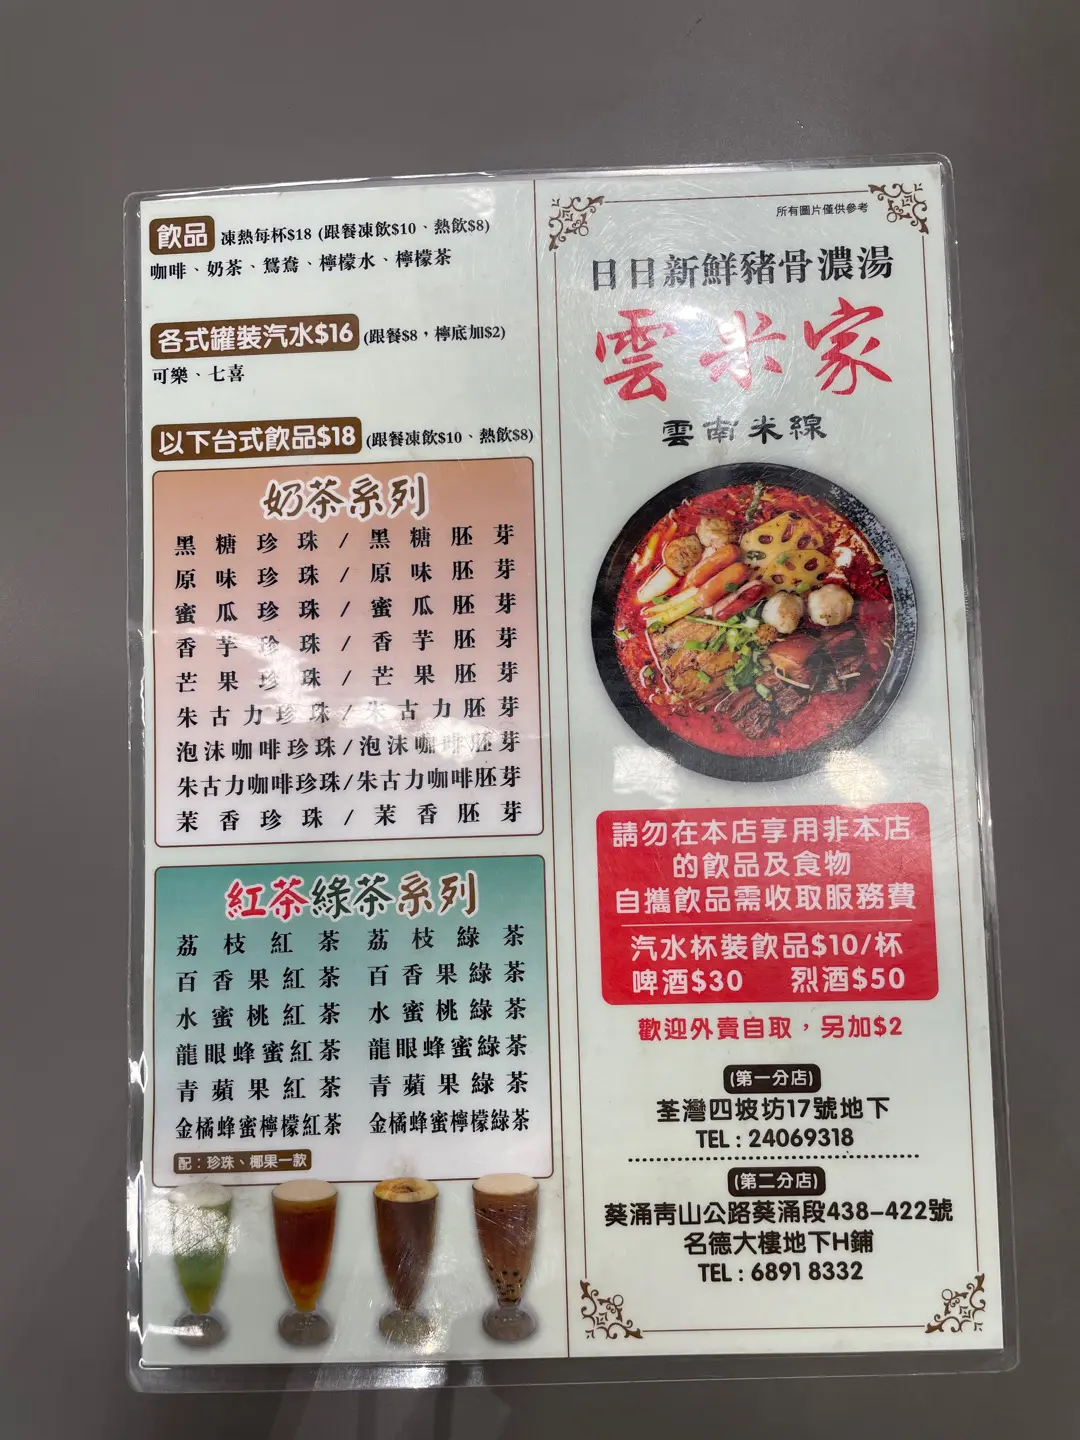 飲品 凍熱每杯$18 (跟餐凍飲$10、熱飲$8)
咖啡、奶茶、鴛鴦、檸檬水、檸檬茶
各式罐裝汽水$16 (跟餐$8，檸底加$2)
可樂、七喜
以下台式飲品$18 (跟餐凍飲$10、熱飲$8)
奶茶系列
黑糖珍珠/黑糖胚芽
原味珍珠/原味胚芽
蜜瓜珍珠/蜜瓜胚芽
香芋珍珠/香芋胚芽
芒果珍珠/芒果胚芽
朱古力珍珠/朱古力胚芽
泡沫咖啡珍珠/泡沫咖啡胚芽
朱古力咖啡珍珠/朱古力咖啡胚芽
茉香珍珠/茉香胚芽
紅茶綠茶系列
荔枝紅茶 荔枝綠茶
百香果紅茶 百香果綠茶
水蜜桃紅茶 水蜜桃綠茶
龍眼蜂蜜紅茶 龍眼蜂蜜綠茶
青蘋果紅茶 青蘋果綠茶
金橘蜂蜜檸檬紅茶 金橘蜂蜜檸檬綠茶
配：珍珠、椰果一款
所有圖片僅供參考
日日新鮮豬骨濃湯
雲米家
雲南米線
請勿在本店享用非本店
的飲品及食物
自攜飲品需收取服務費
汽水杯裝飲品$10/杯
啤酒$30 烈酒$50
歡迎外賣自取，另加$2
(第一分店)
荃灣四坡坊17號地下
TEL : 24069318
(第二分店)
葵涌青山公路葵涌段438-422號
名德大樓地下H鋪
TEL : 6891 8332